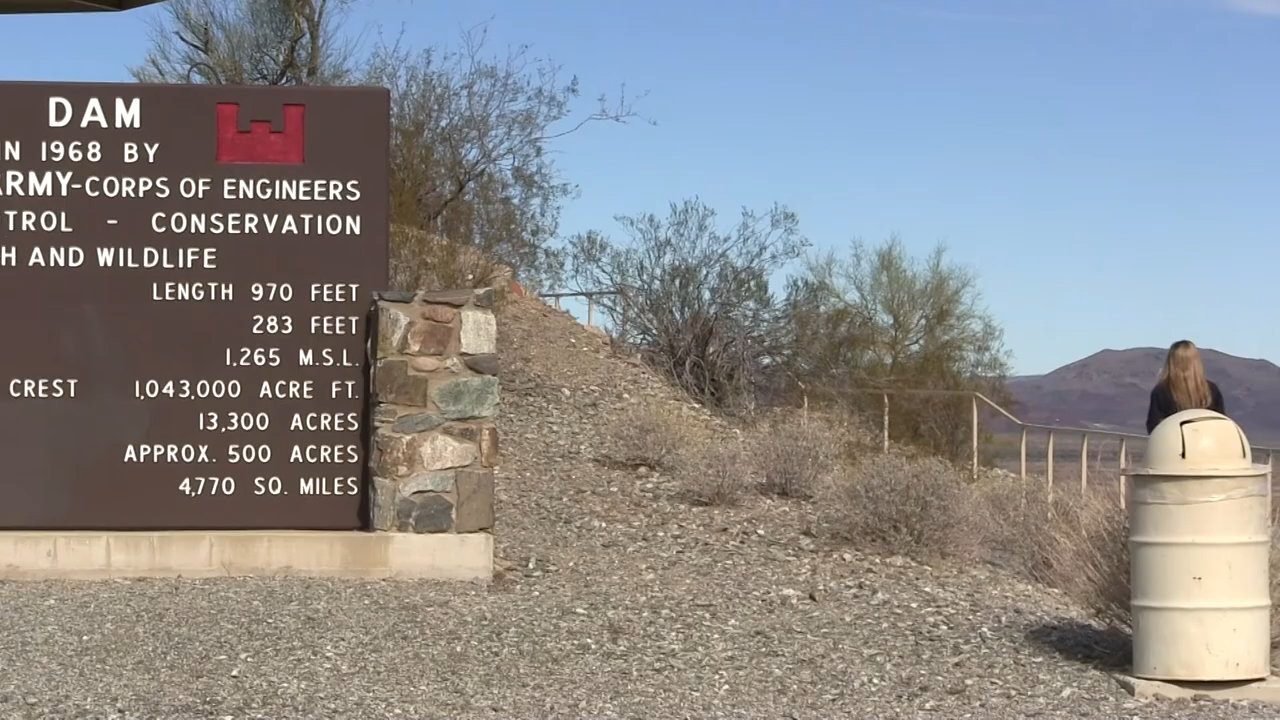 DAM
IN 1968 BY
ARMY-CORPS OF ENGINEERS
TROL - CONSERVATION
H AND WILDLIFE
LENGTH 970 FEET
283 FEET
1,265 M.S.L.
CREST 1,043,000 ACRE FT.
13,300 ACRES
APPROX. 500 ACRES
4,770 SQ. MILES